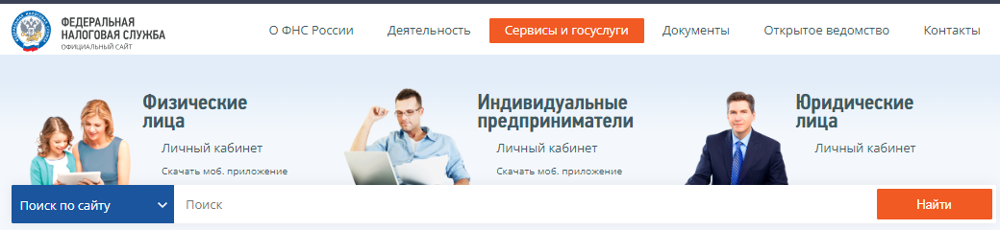 ФЕДЕРАЛЬНАЯ
НАЛОГОВАЯ СЛУЖБА
ОФИЦИАЛЬНЫЙ САЙТ
О ФНС России
Деятельность
Сервисы и госуслуги
Документы
Открытое ведомство
Контакты
Физические
лица
Личный кабинет
Скачать моб. приложение
Индивидуальные
предприниматели
Личный кабинет
Скачать моб. приложение
Юридические
лица
Личный кабинет
Поиск по сайту
Поиск
Найти